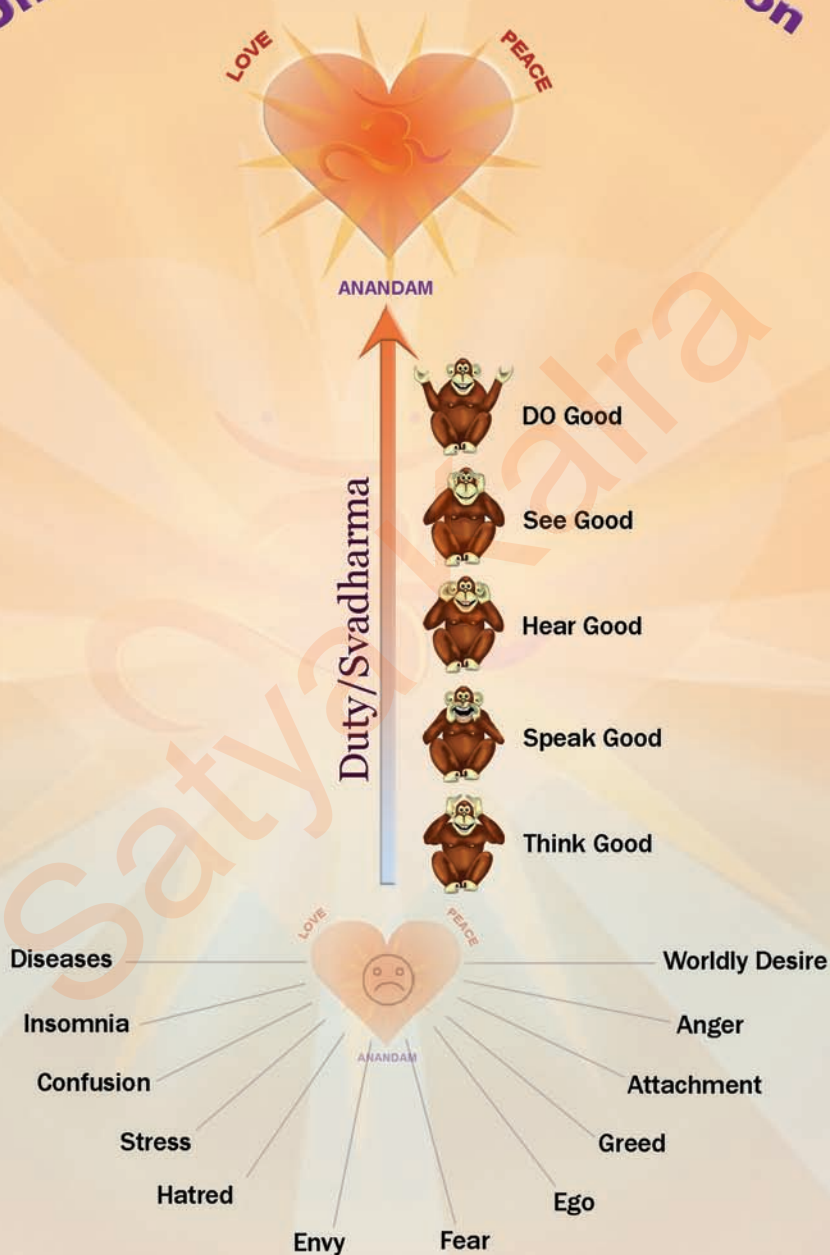 LOVE
PEACE
ANANDAM
Duty/Svadharma
DO Good
See Good
Hear Good
Speak Good
Think Good
LOVE
PEACE
ANANDAM
Diseases
Worldly Desire
Insomnia
Anger
Confusion
Attachment
Stress
Greed
Hatred
Ego
Envy
Fear
Satyakalra